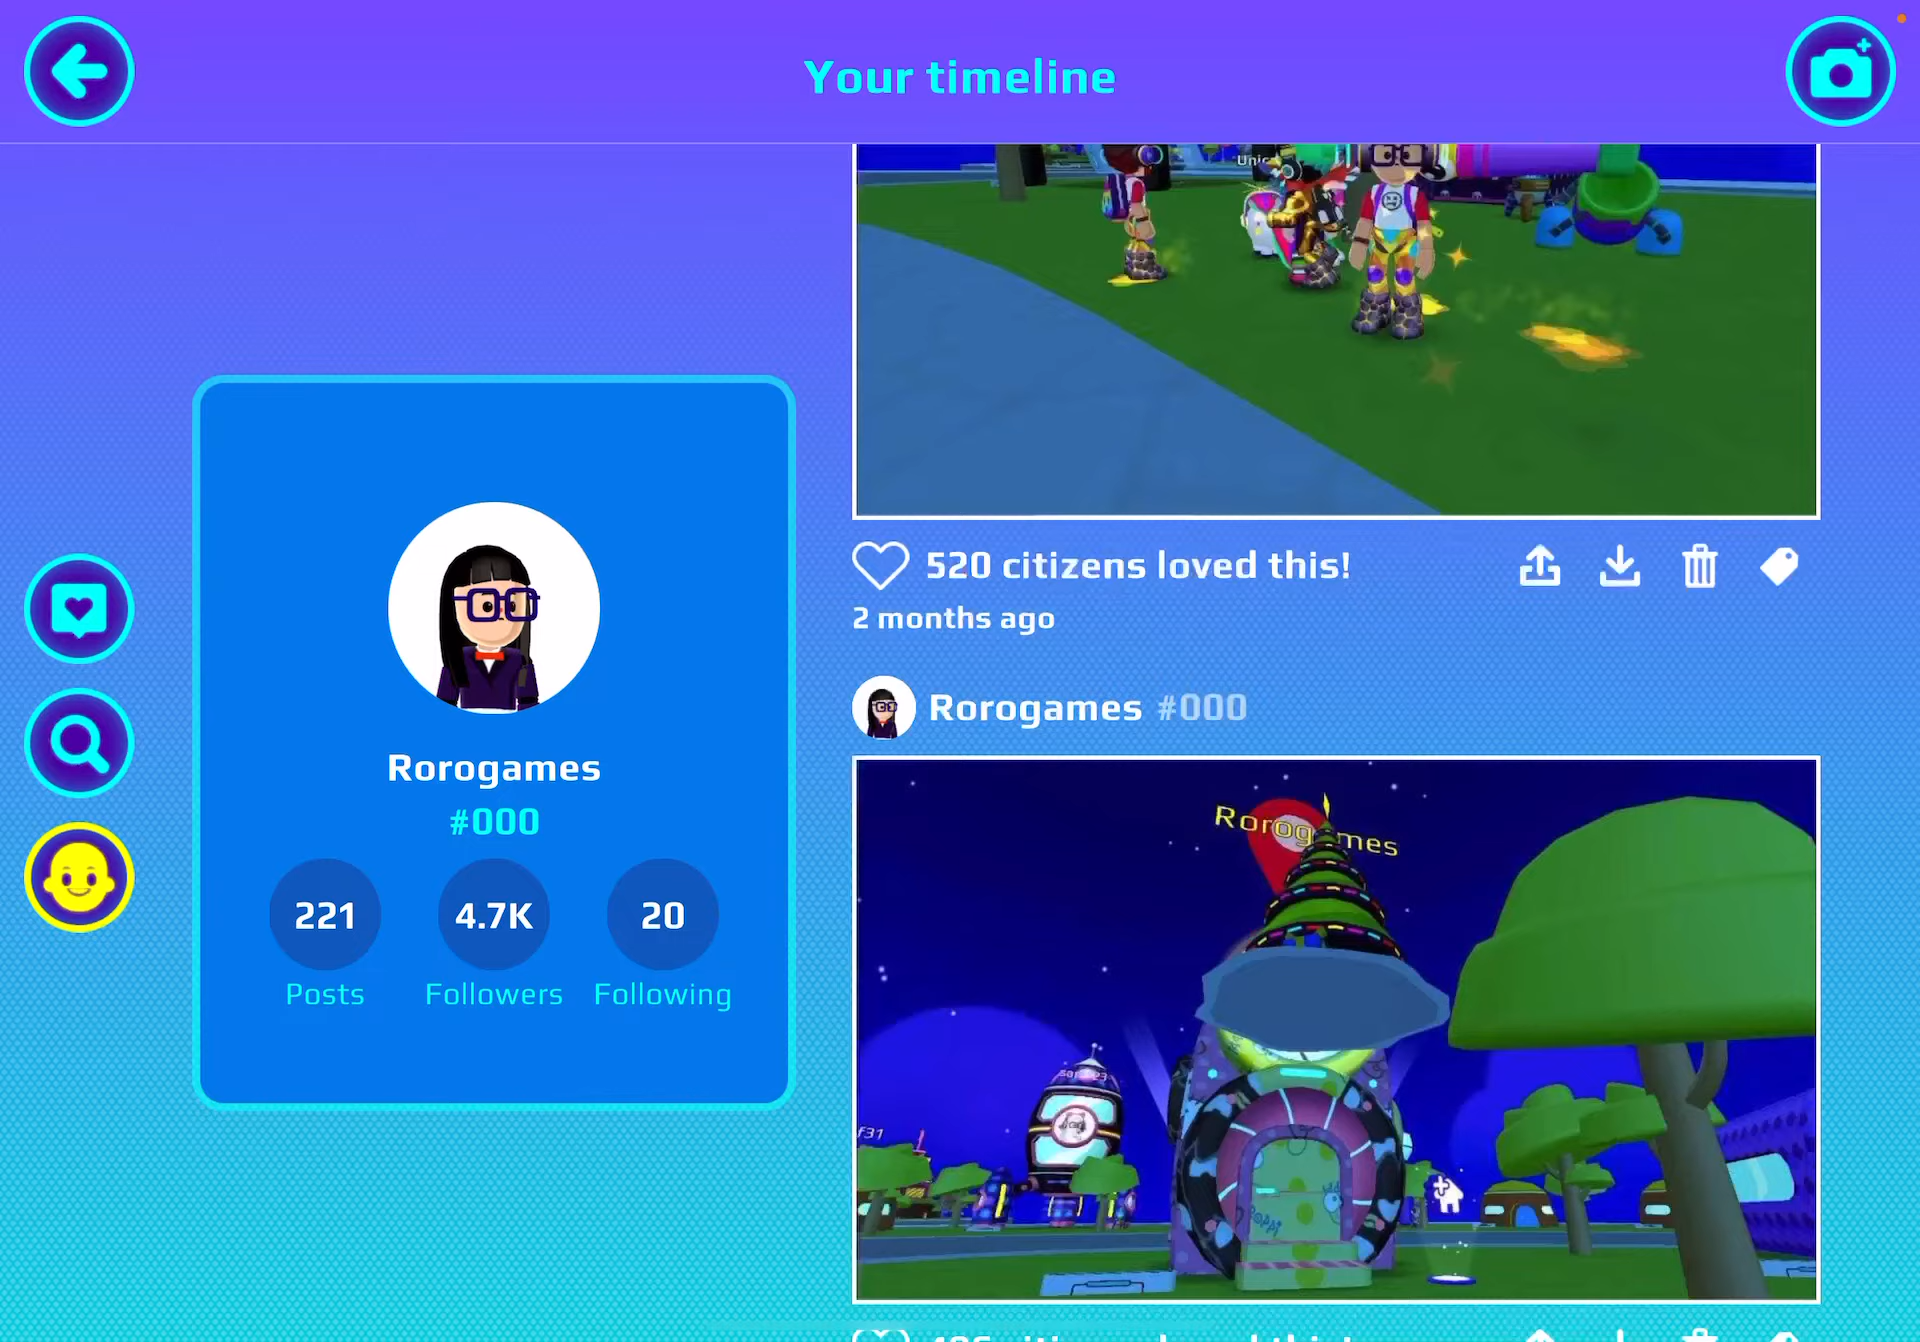 Your timeline
520 citizens loved this!
2 months ago
Rorogames #000
Rorogames
#000
221
4.7K
20
Posts
Followers
Following
f31